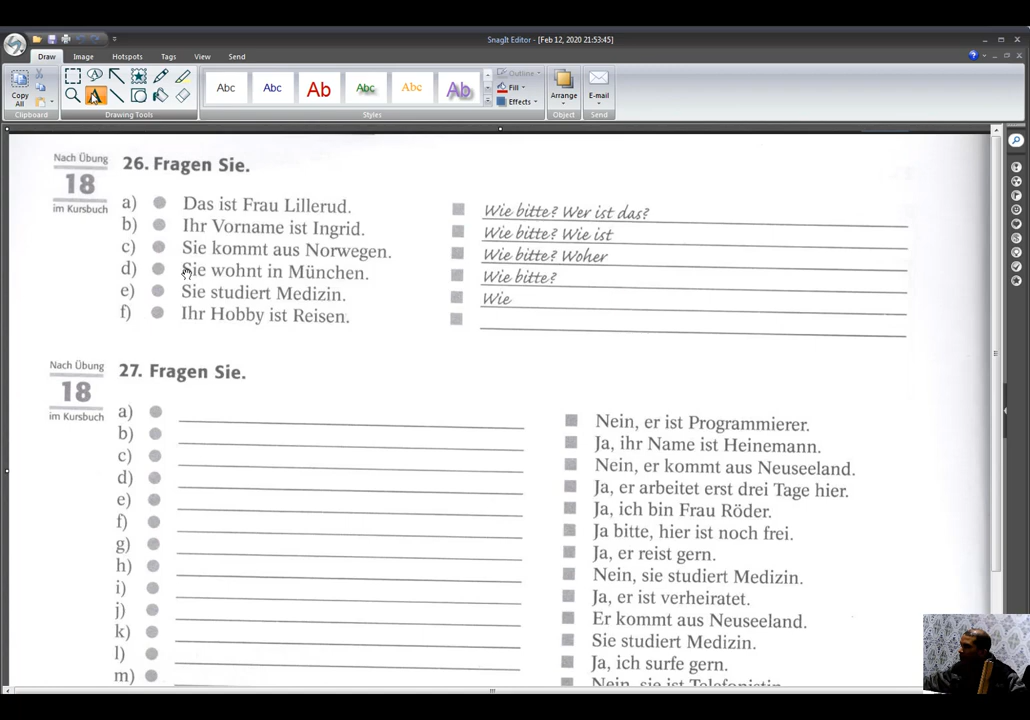 SnagIt Editor - [Feb 12, 2020 21:53:45]
Draw Image Hotspots Tags View Send
Copy All
Clipboard
Drawing Tools
Abc Abc Abc Abc Abc Abc
Styles
Outline
Fill
Effects
Arrange
Object
E-mail
Send
Nach Übung
18
im Kursbuch
26. Fragen Sie.
a) Das ist Frau Lillerud. Wie bitte? Wer ist das?
b) Ihr Vorname ist Ingrid. Wie bitte? Wie ist
c) Sie kommt aus Norwegen. Wie bitte? Woher
d) Sie wohnt in München. Wie bitte?
e) Sie studiert Medizin. Wie
f) Ihr Hobby ist Reisen.
Nach Übung
18
im Kursbuch
27. Fragen Sie.
a) Nein, er ist Programmierer.
b) Ja, ihr Name ist Heinemann.
c) Nein, er kommt aus Neuseeland.
d) Ja, er arbeitet erst drei Tage hier.
e) Ja, ich bin Frau Röder.
f) Ja bitte, hier ist noch frei.
g) Ja, er reist gern.
h) Nein, sie studiert Medizin.
i) Ja, er ist verheiratet.
j) Er kommt aus Neuseeland.
k) Sie studiert Medizin.
l) Ja, ich surfe gern.
m) Nein, sie ist Telefonistin